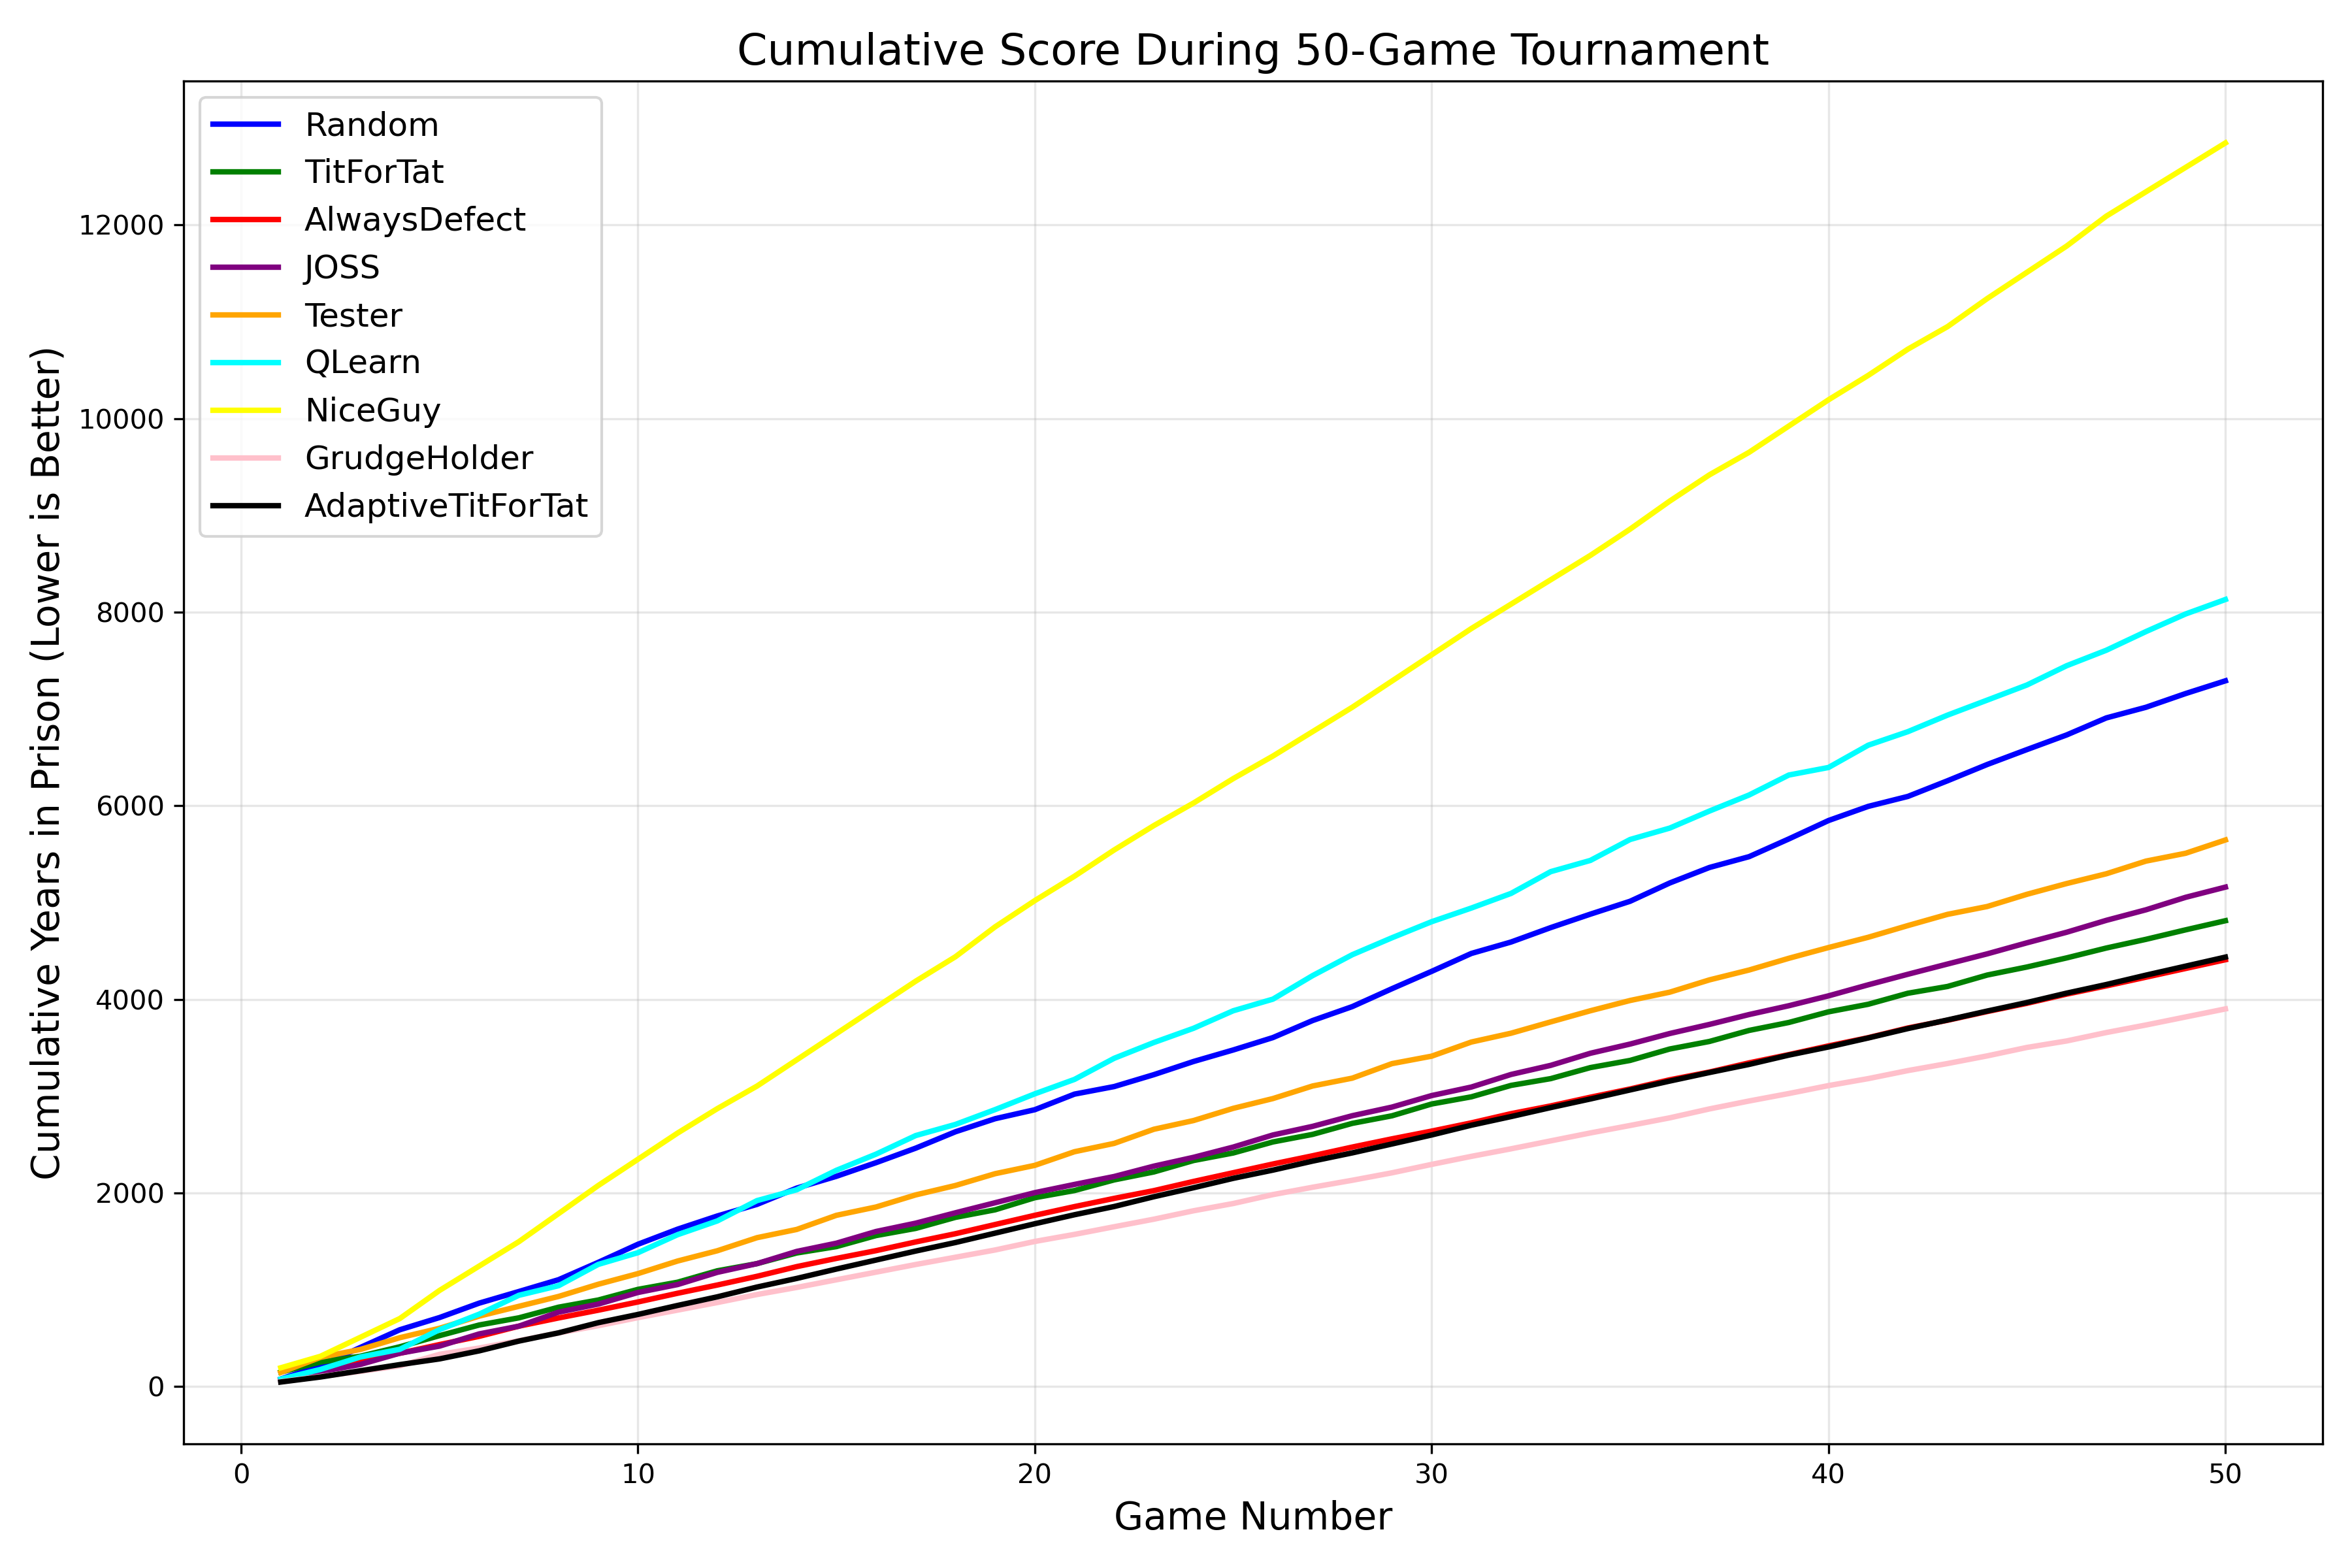 Cumulative Score During 50-Game Tournament
Random
TitForTat
AlwaysDefect
JOSS
Tester
QLearn
NiceGuy
GrudgeHolder
AdaptiveTitForTat
Cumulative Years in Prison (Lower is Better)
12000
10000
8000
6000
4000
2000
0
0 10 20 30 40 50
Game Number